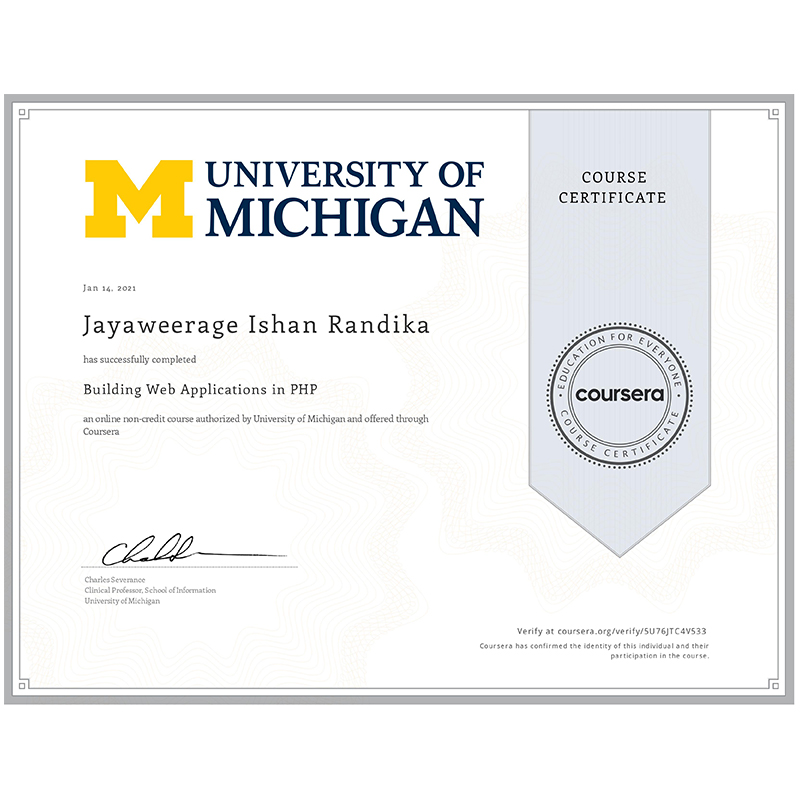 M UNIVERSITY OF
MICHIGAN
COURSE
CERTIFICATE
Jan 14, 2021
Jayaweerage Ishan Randika
has successfully completed
Building Web Applications in PHP
an online non-credit course authorized by University of Michigan and offered through
Coursera
EDUCATION FOR EVERYONE
coursera
COURSE CERTIFICATE
Charles Severance
Clinical Professor, School of Information
University of Michigan
Verify at coursera.org/verify/5U76JTC4V533
Coursera has confirmed the identity of this individual and their
participation in the course.